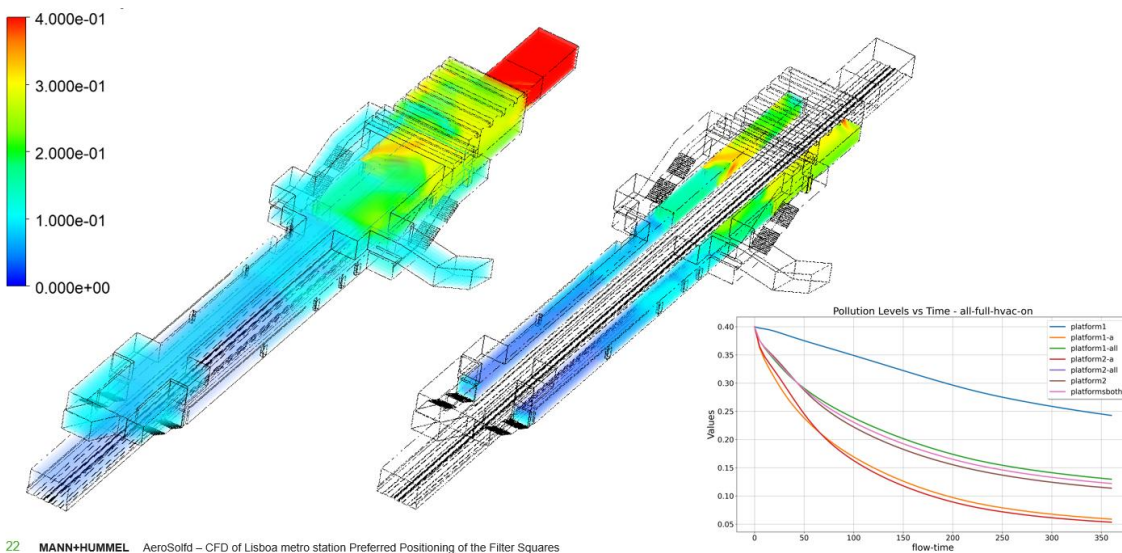 4.000e-01
3.000e-01
2.000e-01
1.000e-01
0.000e+00
Pollution Levels vs Time - all-full-hvac-on
0.40
0.35
0.30
0.25
0.20
0.15
0.10
0.05
Values
platform1
platform1-a
platform1-all
platform2-a
platform2-all
platform2
platformsboth
0 50 100 150 200 250 300 350
flow-time
22 MANN+HUMMEL AeroSolfd – CFD of Lisboa metro station Preferred Positioning of the Filter Squares